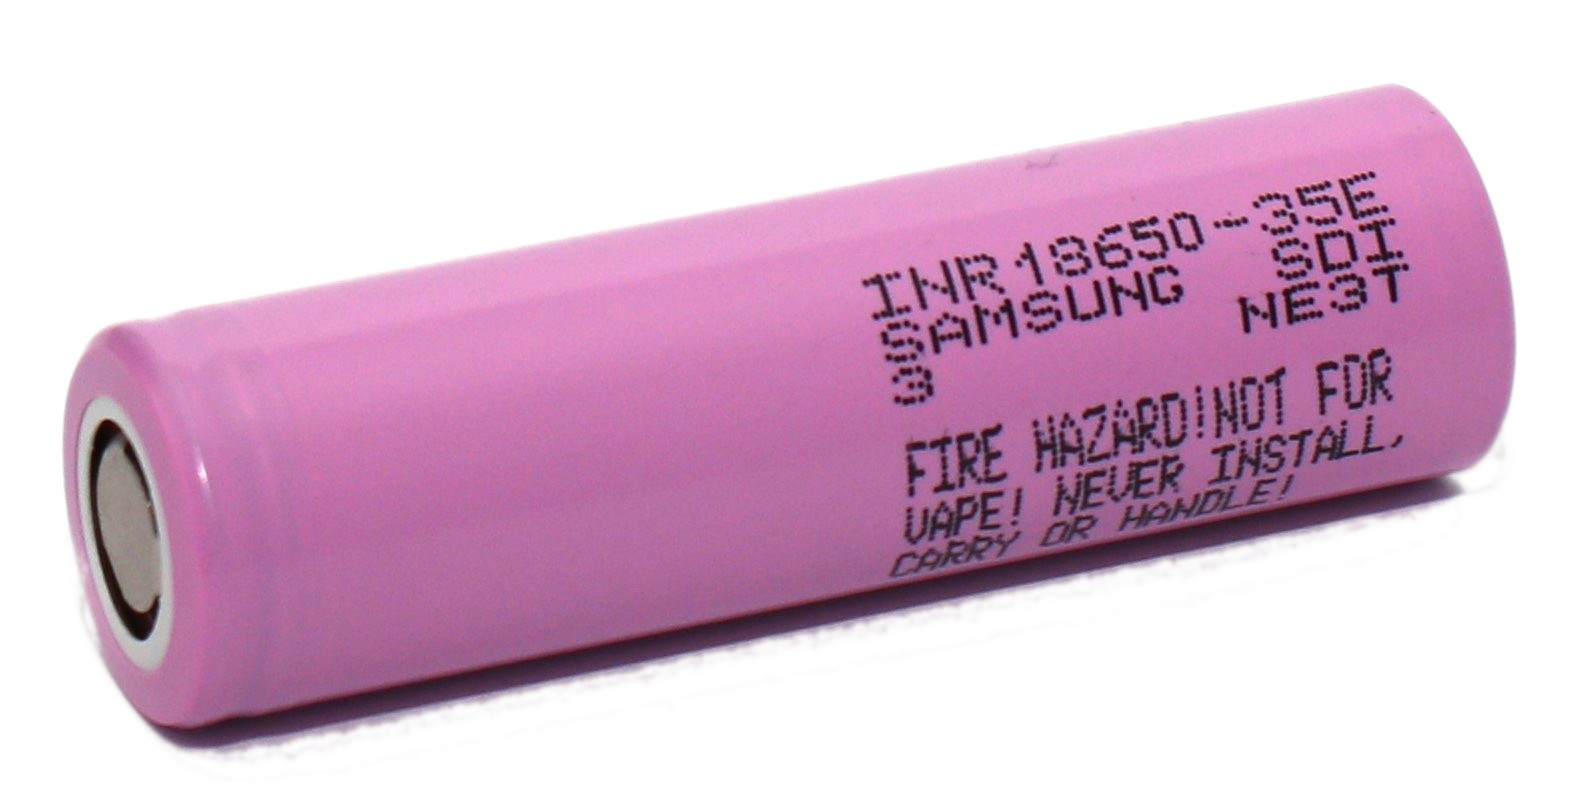 INR18650-35E
SAMSUNG SDI
3 NE3T
FIRE HAZARD!NOT FOR
VAPE! NEVER INSTALL,
CARRY OR HANDLE!